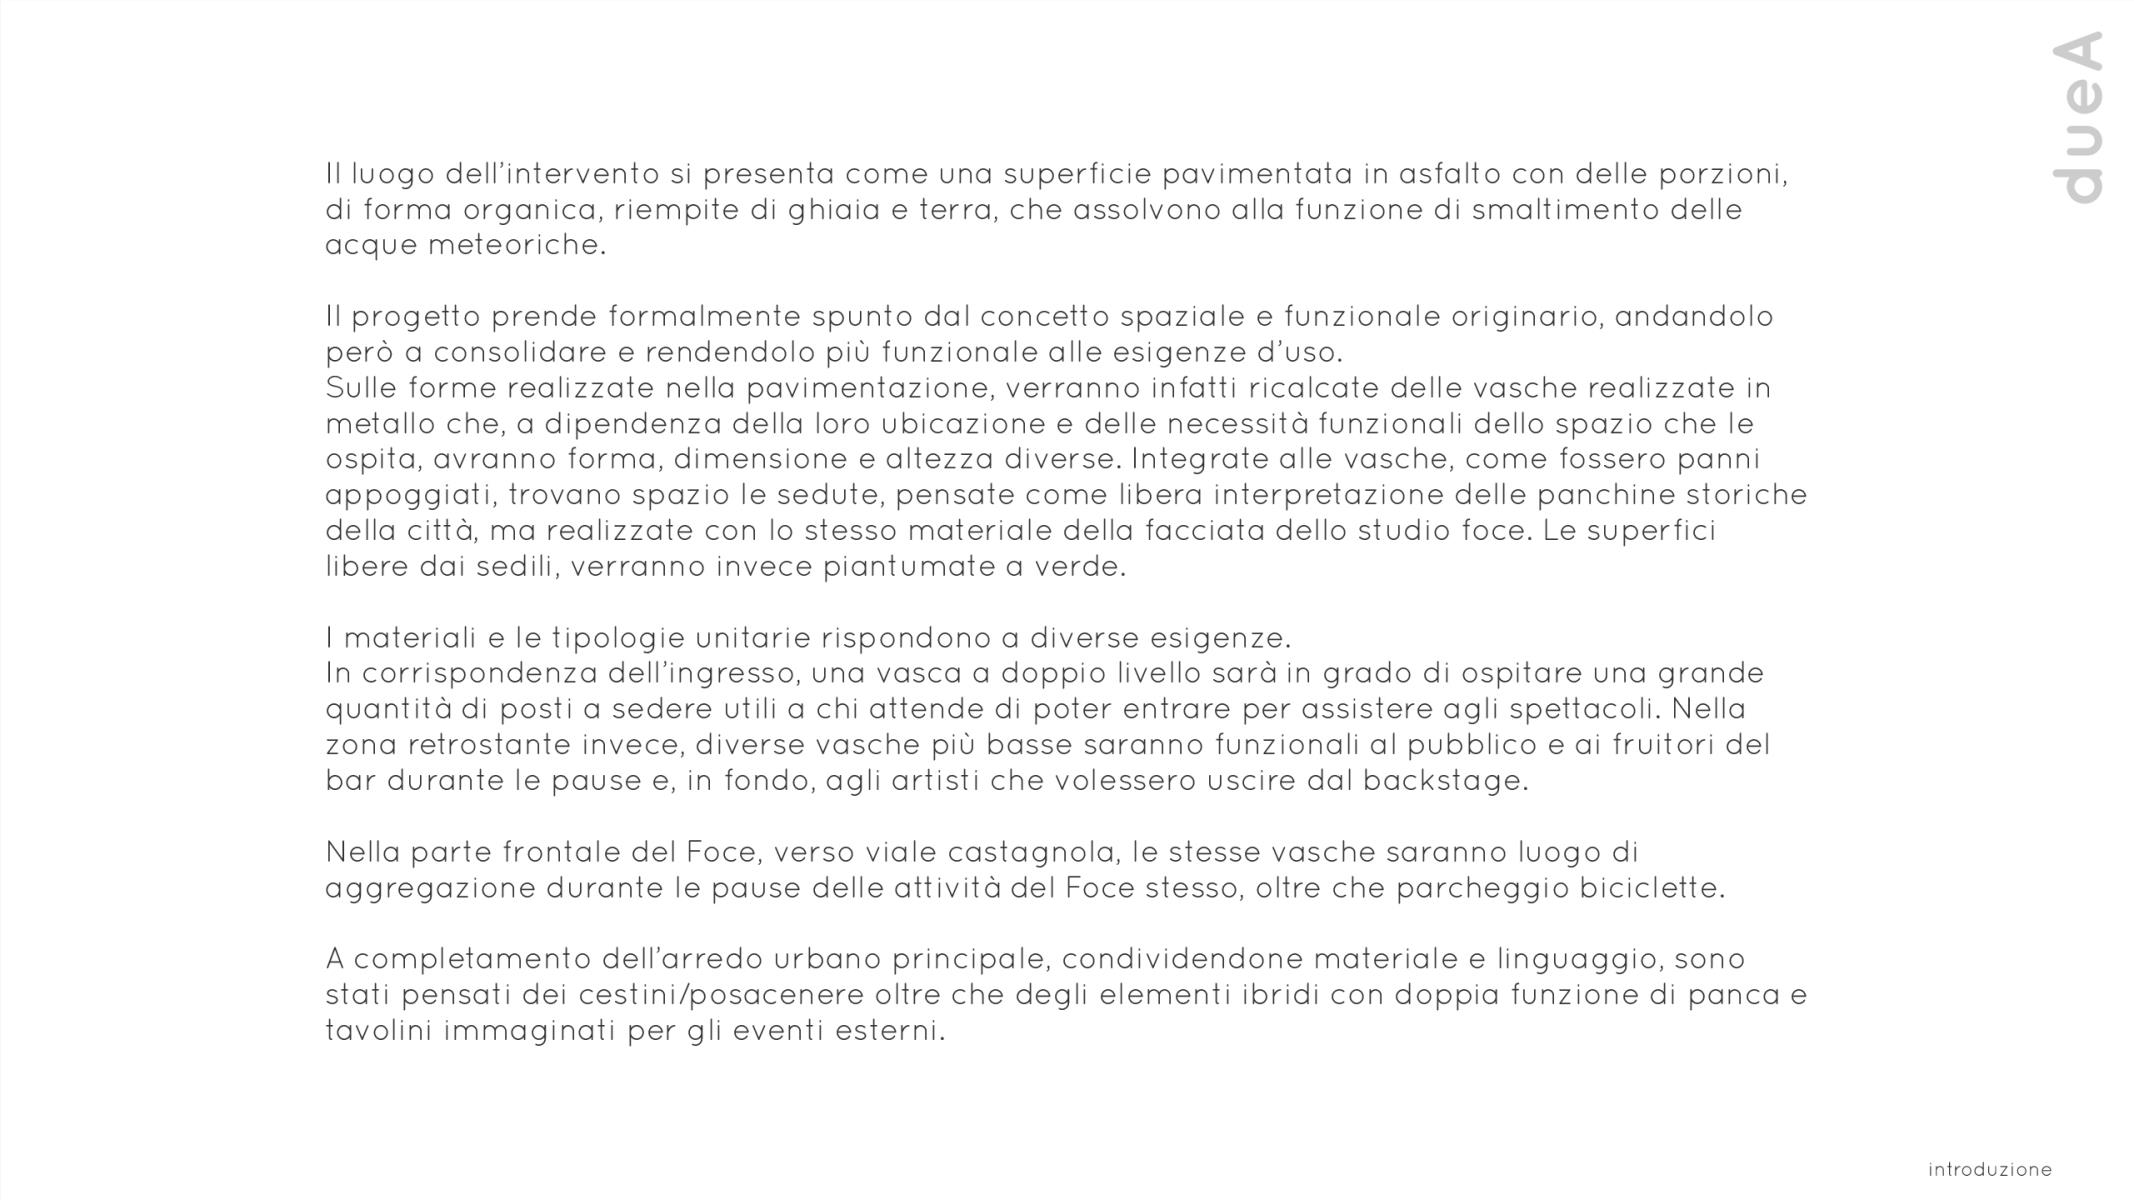 dueA
Il luogo dell’intervento si presenta come una superficie pavimentata in asfalto con delle porzioni,
di forma organica, riempite di ghiaia e terra, che assolvono alla funzione di smaltimento delle
acque meteoriche.
Il progetto prende formalmente spunto dal concetto spaziale e funzionale originario, andandolo
però a consolidare e rendendolo più funzionale alle esigenze d’uso.
Sulle forme realizzate nella pavimentazione, verranno infatti ricalcate delle vasche realizzate in
metallo che, a dipendenza della loro ubicazione e delle necessità funzionali dello spazio che le
ospita, avranno forma, dimensione e altezza diverse. Integrate alle vasche, come fossero panni
appoggiati, trovano spazio le sedute, pensate come libera interpretazione delle panchine storiche
della città, ma realizzate con lo stesso materiale della facciata dello studio foce. Le superfici
libere dai sedili, verranno invece piantumate a verde.
I materiali e le tipologie unitarie rispondono a diverse esigenze.
In corrispondenza dell’ingresso, una vasca a doppio livello sarà in grado di ospitare una grande
quantità di posti a sedere utili a chi attende di poter entrare per assistere agli spettacoli. Nella
zona retrostante invece, diverse vasche più basse saranno funzionali al pubblico e ai fruitori del
bar durante le pause e, in fondo, agli artisti che volessero uscire dal backstage.
Nella parte frontale del Foce, verso viale castagnola, le stesse vasche saranno luogo di
aggregazione durante le pause delle attività del Foce stesso, oltre che parcheggio biciclette.
A completamento dell’arredo urbano principale, condividendone materiale e linguaggio, sono
stati pensati dei cestini/posacenere oltre che degli elementi ibridi con doppia funzione di panca e
tavolini immaginati per gli eventi esterni.
introduzione